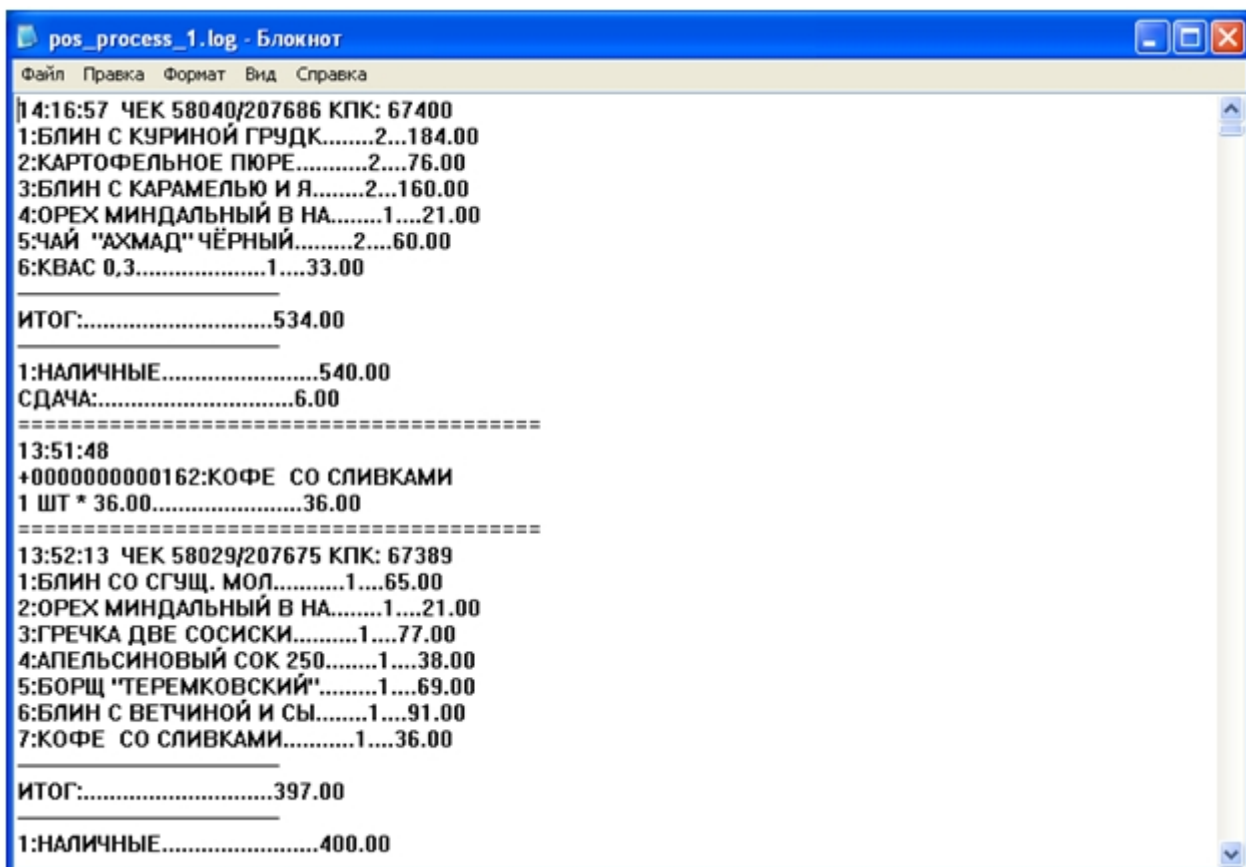 pos_process_1.log - Блокнот
Файл Правка Формат Вид Справка
14:16:57 ЧЕК 58040/207686 КПК: 67400
1:БЛИН С КУРИНОЙ ГРУДК........2...184.00
2:КАРТОФЕЛЬНОЕ ПЮРЕ...........2....76.00
3:БЛИН С КАРАМЕЛЬЮ И Я........2...160.00
4:ОРЕХ МИНДАЛЬНЫЙ В НА........1....21.00
5:ЧАЙ "АХМАД" ЧЁРНЫЙ.........2....60.00
6:КВАС 0,3....................1....33.00
ИТОГ:.............................534.00
1:НАЛИЧНЫЕ........................540.00
СДАЧА:..............................6.00
========================================
13:51:48
+0000000000162:КОФЕ СО СЛИВКАМИ
1 ШТ * 36.00.......................36.00
========================================
13:52:13 ЧЕК 58029/207675 КПК: 67389
1:БЛИН СО СГУЩ. МОЛ...........1....65.00
2:ОРЕХ МИНДАЛЬНЫЙ В НА........1....21.00
3:ГРЕЧКА ДВЕ СОСИСКИ..........1....77.00
4:АПЕЛЬСИНОВЫЙ СОК 250........1....38.00
5:БОРЩ "ТЕРЕМКОВСКИЙ".........1....69.00
6:БЛИН С ВЕТЧИНОЙ И СЫ........1....91.00
7:КОФЕ СО СЛИВКАМИ...........1....36.00
ИТОГ:.............................397.00
1:НАЛИЧНЫЕ........................400.00